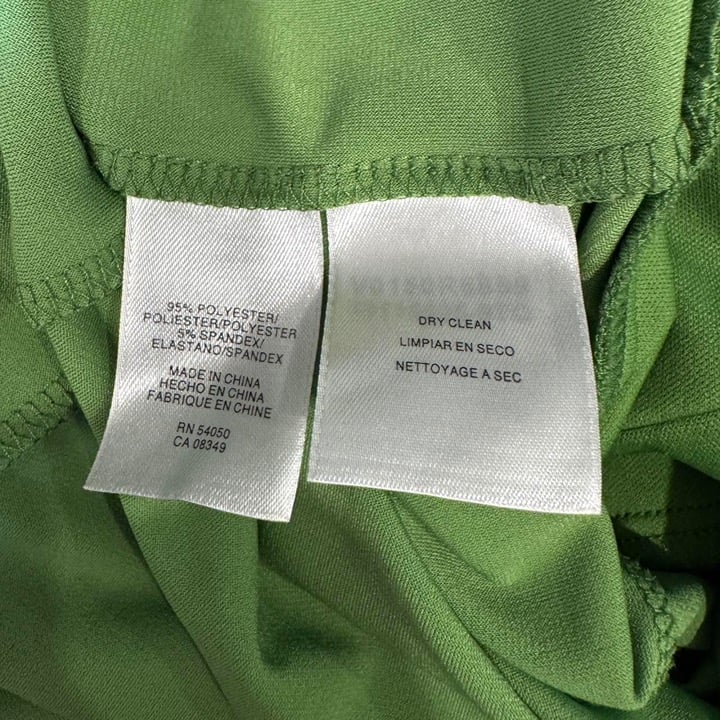 95% POLYESTER/
POLIESTER/POLYESTER
5% SPANDEX/
ELASTANO/SPANDEX
MADE IN CHINA
HECHO EN CHINA
FABRIQUE EN CHINE
RN 54050
CA 08349
DRY CLEAN
LIMPIAR EN SECO
NETTOYAGE A SEC